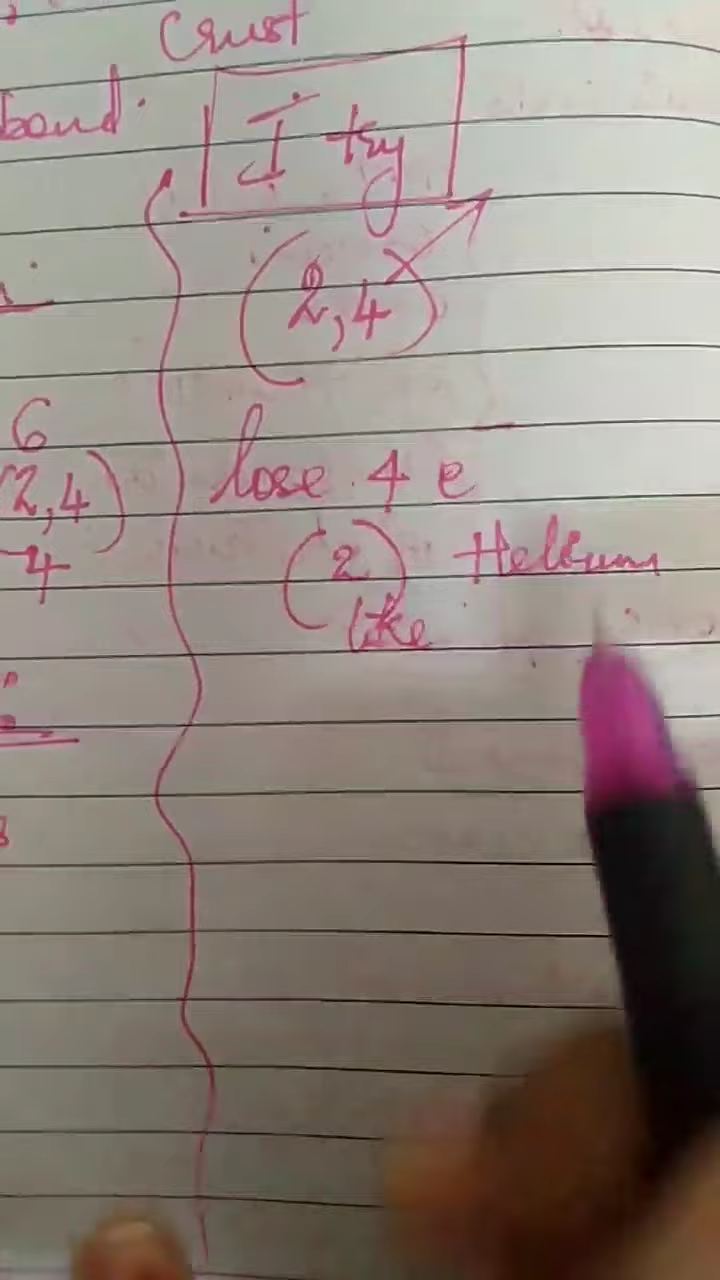 Crust
bond.
I try
(2,4)
6
(2,4)
4
lose 4 e⁻
(2) Helium
like